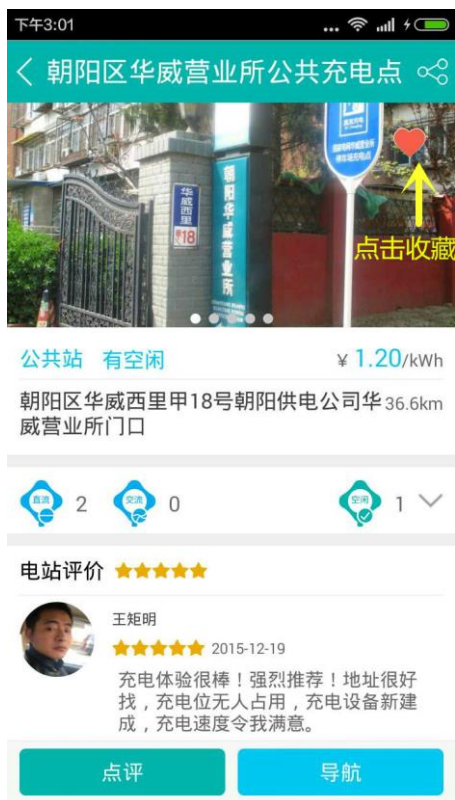 下午3:01
朝阳区华威营业所公共充电点
华威西里
甲18
朝阳华威营业所
点击收藏
公共站 有空闲 ¥ 1.20/kWh
朝阳区华威西里甲18号朝阳供电公司华 36.6km
威营业所门口
直流 2 交流 0 空闲 1
电站评价
王矩明
2015-12-19
充电体验很棒！强烈推荐！地址很好
找，充电位无人占用，充电设备新建
成，充电速度令我满意。
点评 导航